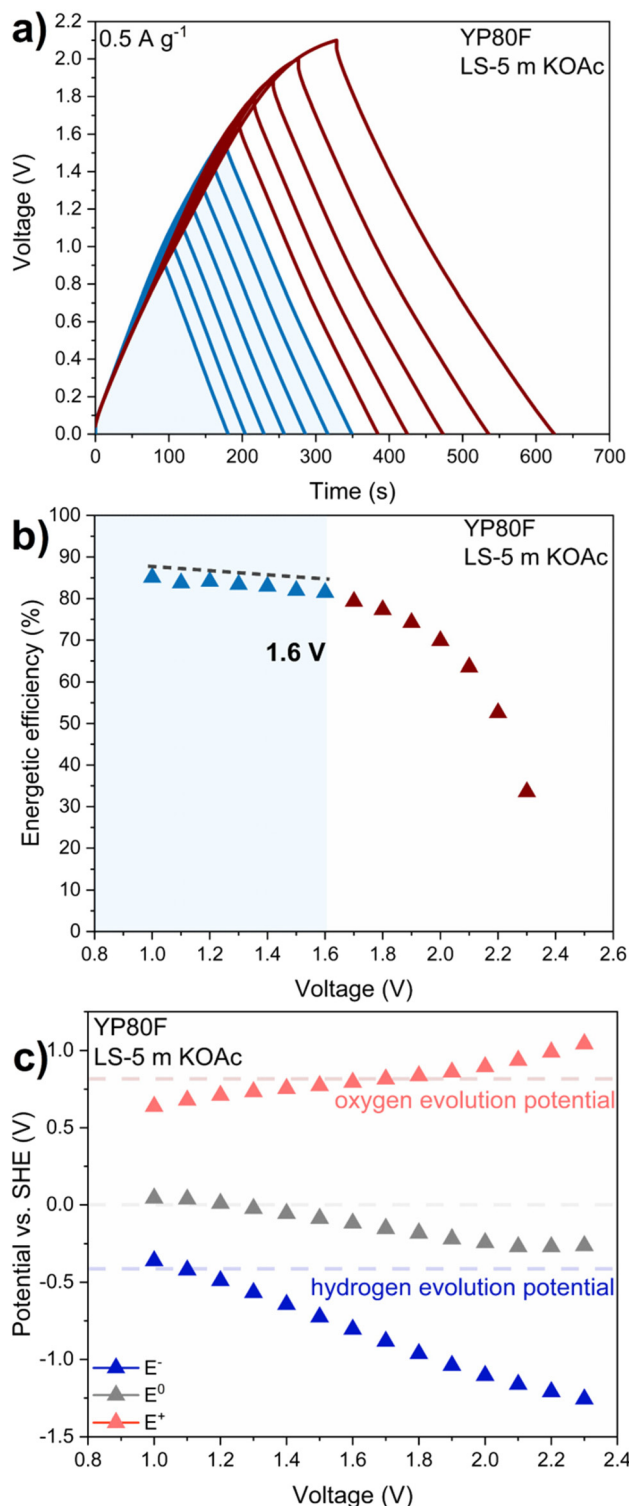 a)
0.5 A g⁻¹
YP80F
LS-5 m KOAc
2.2
2.0
1.8
1.6
1.4
1.2
1.0
0.8
0.6
0.4
0.2
0.0
Voltage (V)
0 100 200 300 400 500 600 700
Time (s)
b)
YP80F
LS-5 m KOAc
100
90
80
70
60
50
40
30
20
10
0
Energetic efficiency (%)
1.6 V
0.8 1.0 1.2 1.4 1.6 1.8 2.0 2.2 2.4 2.6
Voltage (V)
c)
YP80F
LS-5 m KOAc
1.0
0.5
0.0
-0.5
-1.0
-1.5
Potential vs. SHE (V)
oxygen evolution potential
hydrogen evolution potential
E⁻
E⁰
E⁺
0.8 1.0 1.2 1.4 1.6 1.8 2.0 2.2 2.4
Voltage (V)